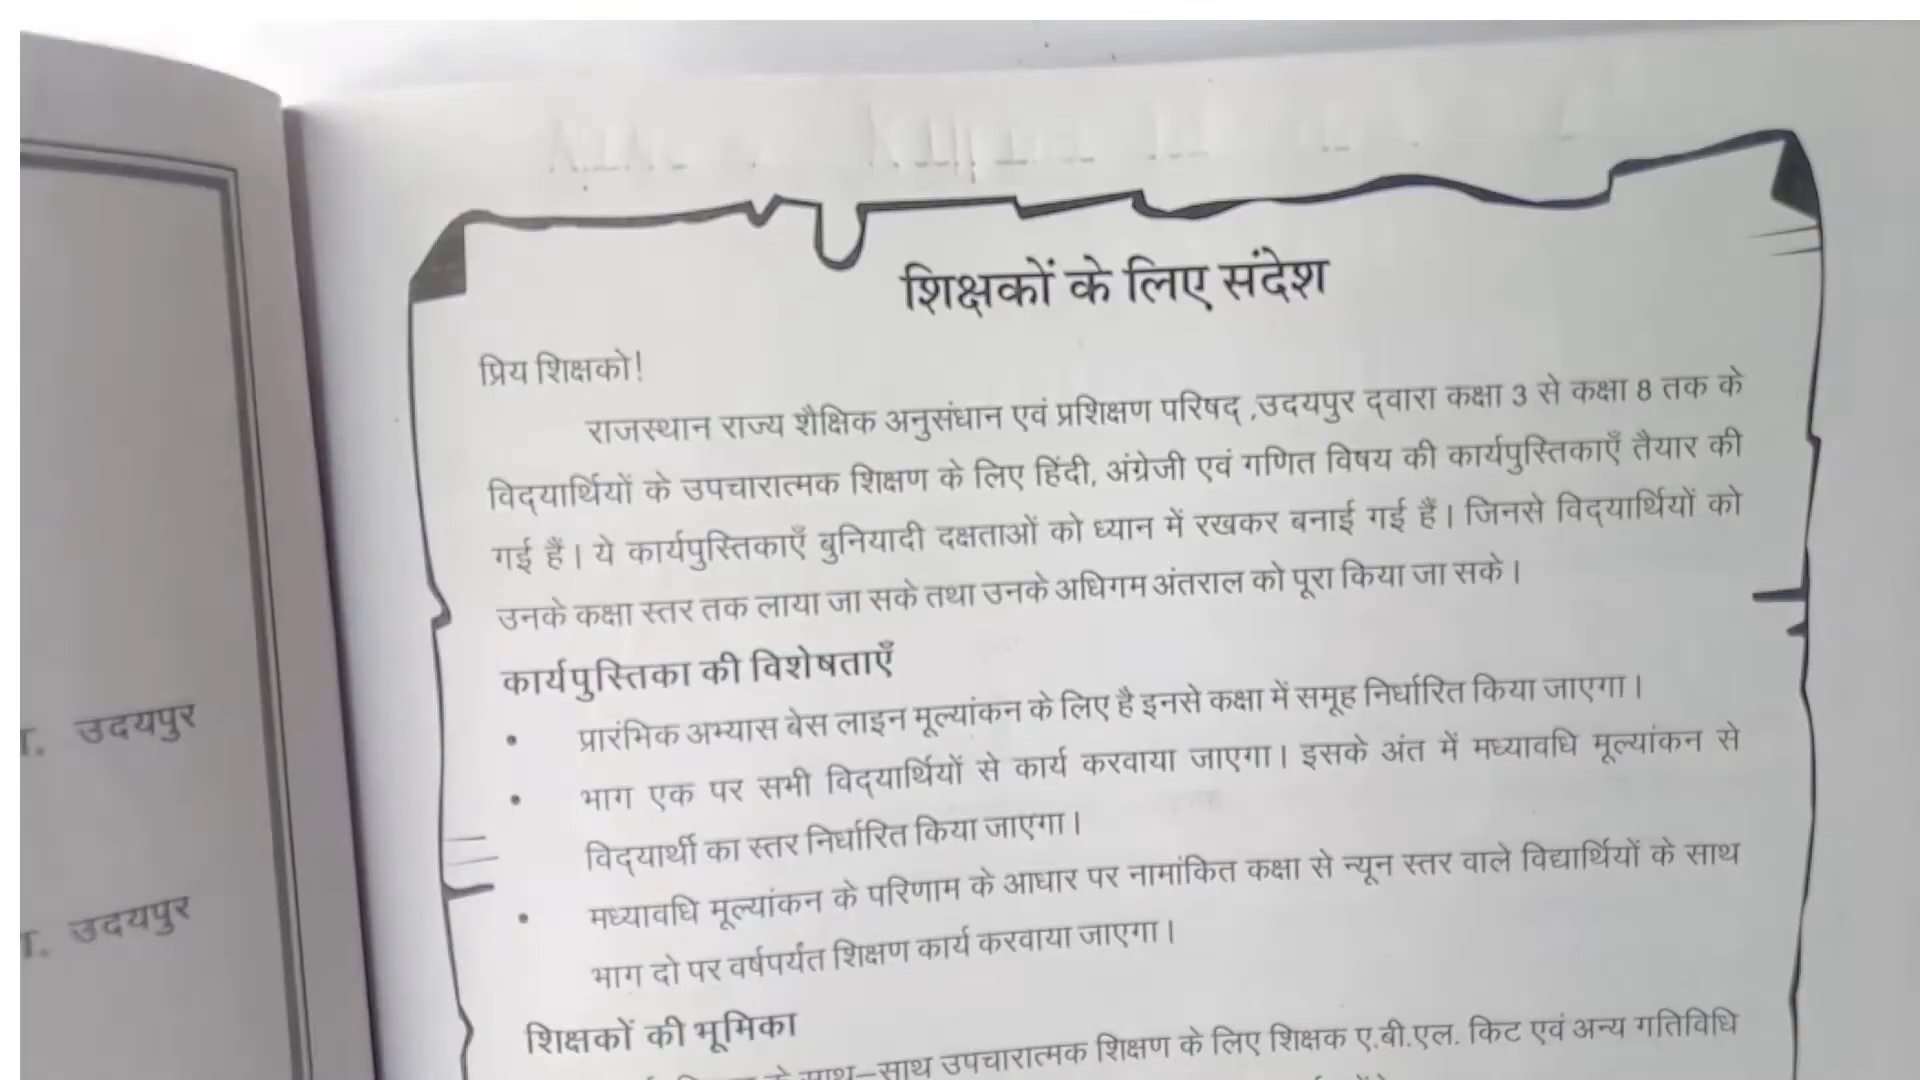 उदयपुर
उदयपुर
शिक्षकों के लिए संदेश
प्रिय शिक्षको!
राजस्थान राज्य शैक्षिक अनुसंधान एवं प्रशिक्षण परिषद् ,उदयपुर द्वारा कक्षा 3 से कक्षा 8 तक के
विद्यार्थियों के उपचारात्मक शिक्षण के लिए हिंदी, अंग्रेजी एवं गणित विषय की कार्यपुस्तिकाएँ तैयार की
गई हैं। ये कार्यपुस्तिकाएँ बुनियादी दक्षताओं को ध्यान में रखकर बनाई गई हैं। जिनसे विद्यार्थियों को
उनके कक्षा स्तर तक लाया जा सके तथा उनके अधिगम अंतराल को पूरा किया जा सके।
कार्यपुस्तिका की विशेषताएँ
• प्रारंभिक अभ्यास बेस लाइन मूल्यांकन के लिए है इनसे कक्षा में समूह निर्धारित किया जाएगा।
• भाग एक पर सभी विद्यार्थियों से कार्य करवाया जाएगा। इसके अंत में मध्यावधि मूल्यांकन से
विद्यार्थी का स्तर निर्धारित किया जाएगा।
• मध्यावधि मूल्यांकन के परिणाम के आधार पर नामांकित कक्षा से न्यून स्तर वाले विद्यार्थियों के साथ
भाग दो पर वर्षपर्यंत शिक्षण कार्य करवाया जाएगा।
शिक्षकों की भूमिका
साथ–साथ उपचारात्मक शिक्षण के लिए शिक्षक ए.बी.एल. किट एवं अन्य गतिविधि